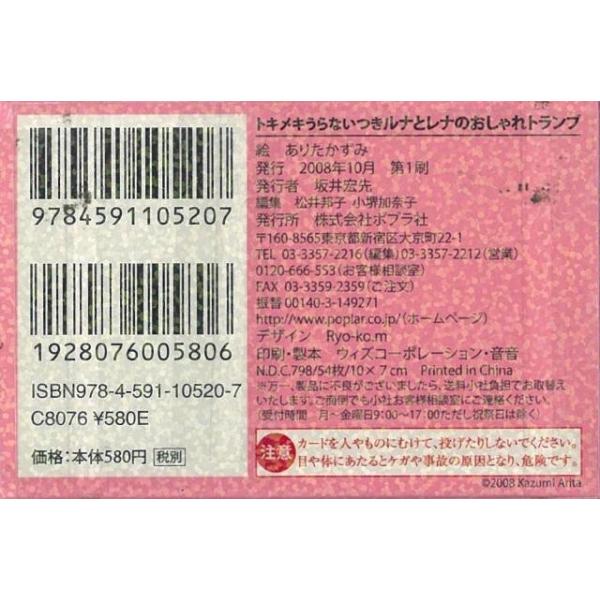 9784591105207
1928076005806
ISBN978-4-591-10520-7
C8076 ¥580E
価格:本体580円 税別
トキメキうらないつきルナとレナのおしゃれトランプ
絵 ありたかずみ
発行 2008年10月 第1刷
発行者 坂井宏先
編集 松井邦子 小堺加奈子
発行所 株式会社ポプラ社
〒160-8565東京都新宿区大京町22-1
TEL 03-3357-2216(編集)03-3357-2212(営業)
0120-666-553(お客様相談室)
FAX 03-3359-2359(ご注文)
振替 00140-3-149271
http://www.poplar.co.jp/(ホームページ)
デザイン Ryo-ko.m
印刷・製本 ウィズコーポレーション・音音
N.D.C.798/54枚/10×7cm Printed in China
※万一、製品に不良がございましたら、送料小社負担でお取替え
いたします。ご面倒でも小社お客様相談室にご連絡ください。
(受付時間 月〜金曜日9:00〜17:00ただし祝祭日は除く)
注意 カードを人やものにむけて、投げたりしないでください。
目や体にあたるとケガや事故の原因となり、危険です。
©2008 Kazumi Arita